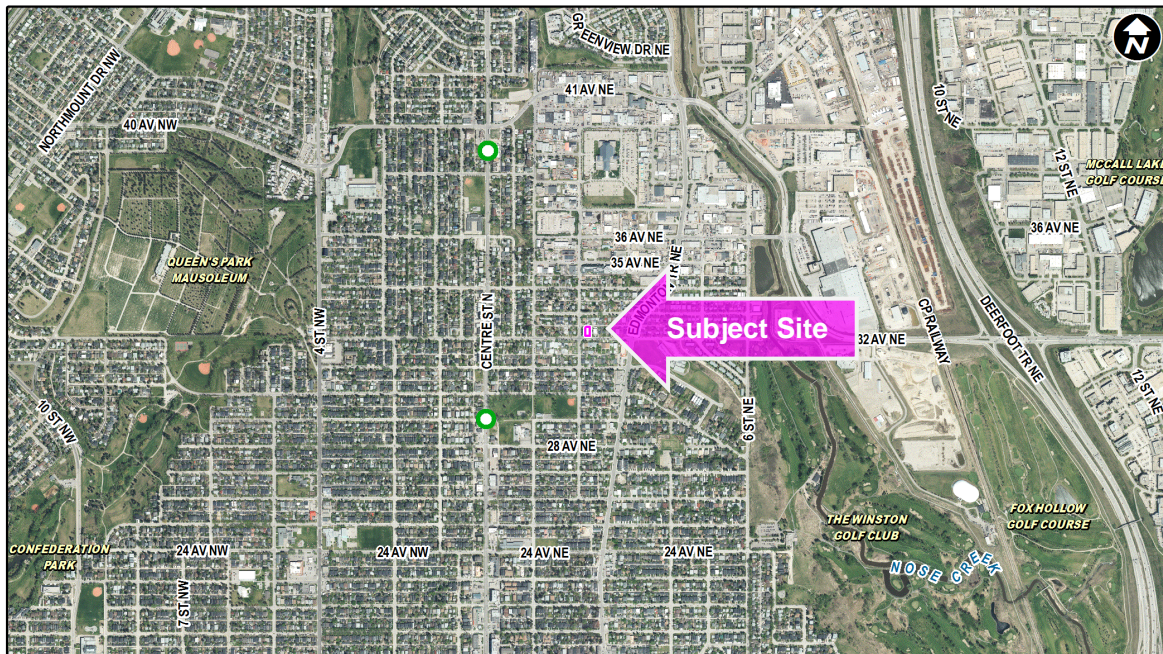 GREENVIEW DR NE
NORTHMOUNT DR NW
N
41 AV NE
10 ST NE
40 AV NW
12 ST NE
MCCALL LAKE
GOLF COURSE
36 AV NE
36 AV NE
QUEEN'S PARK
MAUSOLEUM
35 AV NE
EDMONTON TR NE
CENTRE ST N
4 ST NW
Subject Site
32 AV NE
CP RAILWAY
DEERFOOT TR NE
12 ST NE
10 ST NW
6 ST NE
28 AV NE
FOX HOLLOW
GOLF COURSE
THE WINSTON
GOLF CLUB
CONFEDERATION
PARK
24 AV NW
24 AV NW
24 AV NE
24 AV NE
NOSE CREEK
7 ST NW